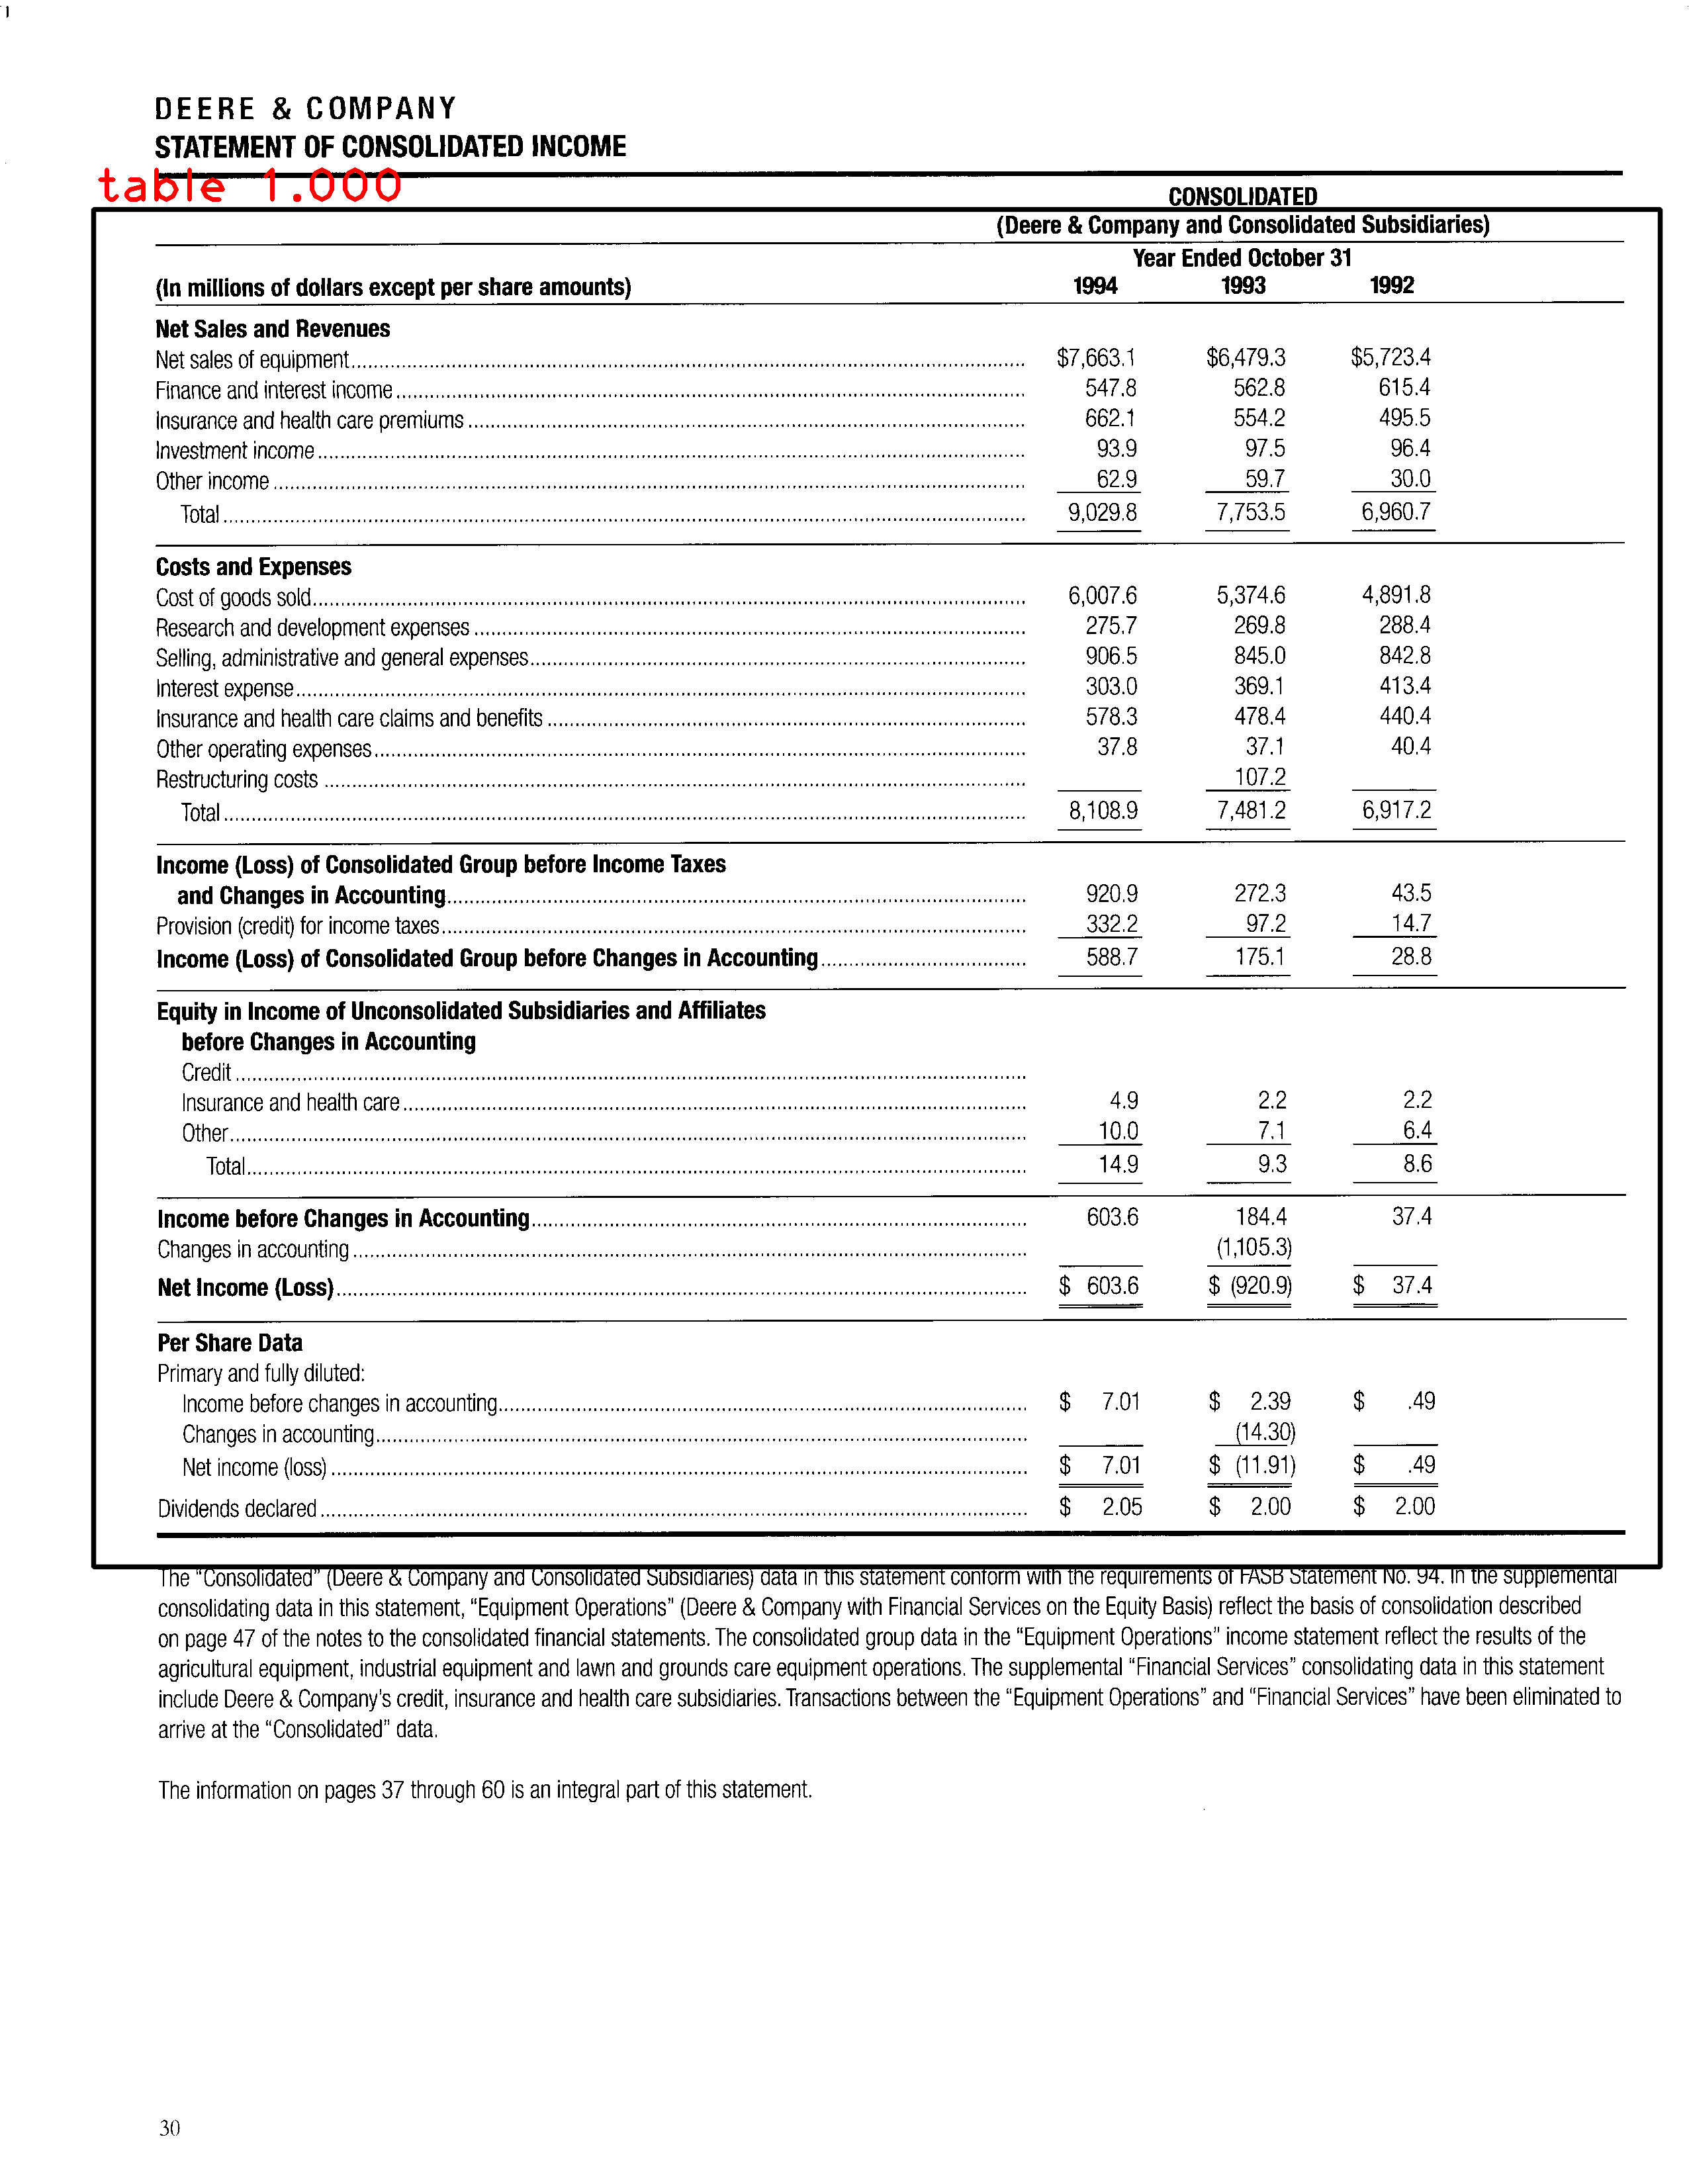 DEERE & COMPANY
STATEMENT OF CONSOLIDATED INCOME
table 1.000
CONSOLIDATED
(Deere & Company and Consolidated Subsidiaries)
Year Ended October 31
(In millions of dollars except per share amounts) 1994 1993 1992
Net Sales and Revenues
Net sales of equipment $7,663.1 $6,479.3 $5,723.4
Finance and interest income 547.8 562.8 615.4
Insurance and health care premiums 662.1 554.2 495.5
Investment income 93.9 97.5 96.4
Other income 62.9 59.7 30.0
Total 9,029.8 7,753.5 6,960.7
Costs and Expenses
Cost of goods sold 6,007.6 5,374.6 4,891.8
Research and development expenses 275.7 269.8 288.4
Selling, administrative and general expenses 906.5 845.0 842.8
Interest expense 303.0 369.1 413.4
Insurance and health care claims and benefits 578.3 478.4 440.4
Other operating expenses 37.8 37.1 40.4
Restructuring costs 107.2
Total 8,108.9 7,481.2 6,917.2
Income (Loss) of Consolidated Group before Income Taxes
and Changes in Accounting 920.9 272.3 43.5
Provision (credit) for income taxes 332.2 97.2 14.7
Income (Loss) of Consolidated Group before Changes in Accounting 588.7 175.1 28.8
Equity in Income of Unconsolidated Subsidiaries and Affiliates
before Changes in Accounting
Credit
Insurance and health care 4.9 2.2 2.2
Other 10.0 7.1 6.4
Total 14.9 9.3 8.6
Income before Changes in Accounting 603.6 184.4 37.4
Changes in accounting (1,105.3)
Net Income (Loss) $ 603.6 $ (920.9) $ 37.4
Per Share Data
Primary and fully diluted:
Income before changes in accounting $ 7.01 $ 2.39 $ .49
Changes in accounting (14.30)
Net income (loss) $ 7.01 $ (11.91) $ .49
Dividends declared $ 2.05 $ 2.00 $ 2.00
The "Consolidated" (Deere & Company and Consolidated Subsidiaries) data in this statement conform with the requirements of FASB Statement No. 94. In the supplemental
consolidating data in this statement, "Equipment Operations" (Deere & Company with Financial Services on the Equity Basis) reflect the basis of consolidation described
on page 47 of the notes to the consolidated financial statements. The consolidated group data in the "Equipment Operations" income statement reflect the results of the
agricultural equipment, industrial equipment and lawn and grounds care equipment operations. The supplemental "Financial Services" consolidating data in this statement
include Deere & Company's credit, insurance and health care subsidiaries. Transactions between the "Equipment Operations" and "Financial Services" have been eliminated to
arrive at the "Consolidated" data.
The information on pages 37 through 60 is an integral part of this statement.
30